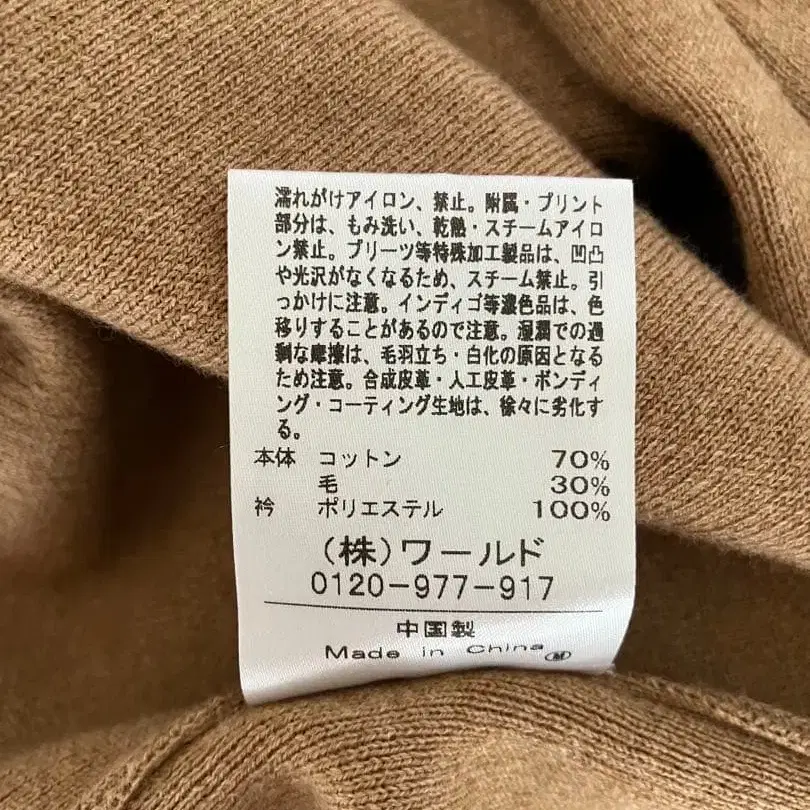 濡れがけアイロン、禁止。附属・プリント
部分は、もみ洗い、乾熱・スチームアイロ
ン禁止。プリーツ等特殊加工製品は、凹凸
や光沢がなくなるため、スチーム禁止。引
っかけに注意。インディゴ等濃色品は、色
移りすることがあるので注意。湿潤での過
剰な摩擦は、毛羽立ち・白化の原因となる
ため注意。合成皮革・人工皮革・ボンディ
ング・コーティング生地は、徐々に劣化す
る。
本体 コットン 70%
毛 30%
衿 ポリエステル 100%
（株）ワールド
0120-977-917
中国製
Made in China